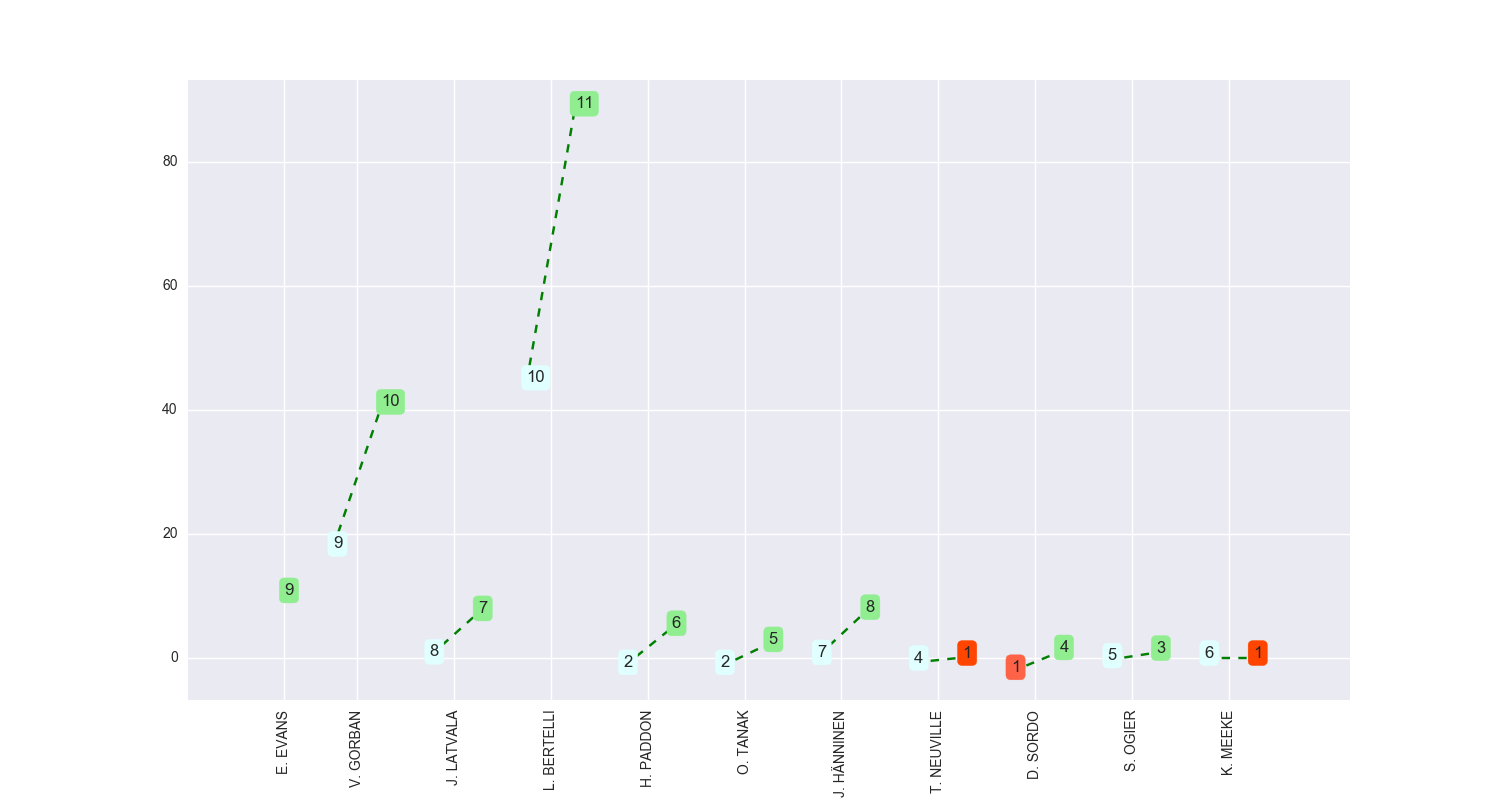 11
80
60
10
10
40
20
9
9
7
6
5
8
8
2
2
7
4
1
1
4
5
3
6
1
0
E. EVANS
V. GORBAN
J. LATVALA
L. BERTELLI
H. PADDON
O. TANAK
J. HÄNNINEN
T. NEUVILLE
D. SORDO
S. OGIER
K. MEEKE